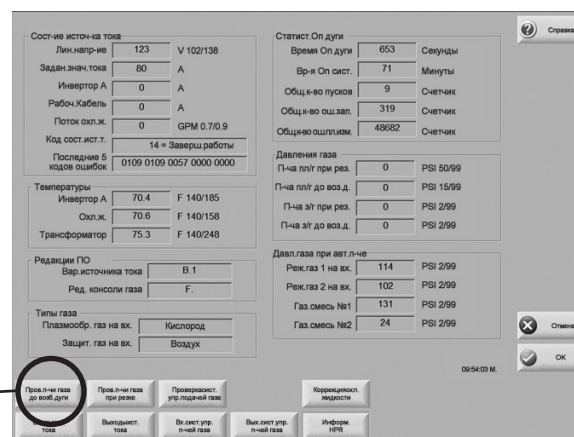 Сост-ие источ-ка тока
Лин.напр-ие 123 V 102/138
Задан.знач.тока 80 A
Инвертор A 0 A
Рабоч.Кабель 0 A
Поток охл.ж. 0 GPM 0.7/0.9
Код сост.ист.т. 14 = Заверш.работы
Последние 5
кодов ошибок 0109 0109 0057 0000 0000
Температуры
Инвертор A 70.4 F 140/185
Охл.ж. 70.6 F 140/158
Трансформатор 75.3 F 140/248
Редакции ПО
Вар.источника тока B.1
Ред. консоли газа F.
Типы газа
Плазмообр. газ на вх. Кислород
Защит. газ на вх. Воздух
Статист.Оп дуги
Время Оп дуги 653 Секунды
Вр-я Оп сист. 71 Минуты
Общ.к-во пусков 9 Счетчик
Общ.к-во ош.зап. 319 Счетчик
Общ.к-во ош.пл.изм. 48682 Счетчик
Давления газа
П-ча пл/г при рез. 0 PSI 50/99
П-ча пл/г до воз.д. 0 PSI 15/99
П-ча з/г при рез. 0 PSI 2/99
П-ча з/г до воз.д. 0 PSI 2/99
Давл.газа при авт.п-че
Реж.газ 1 на вх. 114 PSI 2/99
Реж.газ 2 на вх. 102 PSI 2/99
Газ.смесь №1 131 PSI 2/99
Газ.смесь №2 24 PSI 2/99
Справка
Отмена
OK
09:54:03 M.
Пров.п-чи газа
до возб.дуги
Пров.п-чи газа
при резке
Проверкасист.
упр.подачей газа
Коррекцияохл.
жидкости
тока
Выходыист.
тока
Вх.сист.упр.
п-чей газа
Вых.сист.упр.
п-чей газа
Информ.
HPR